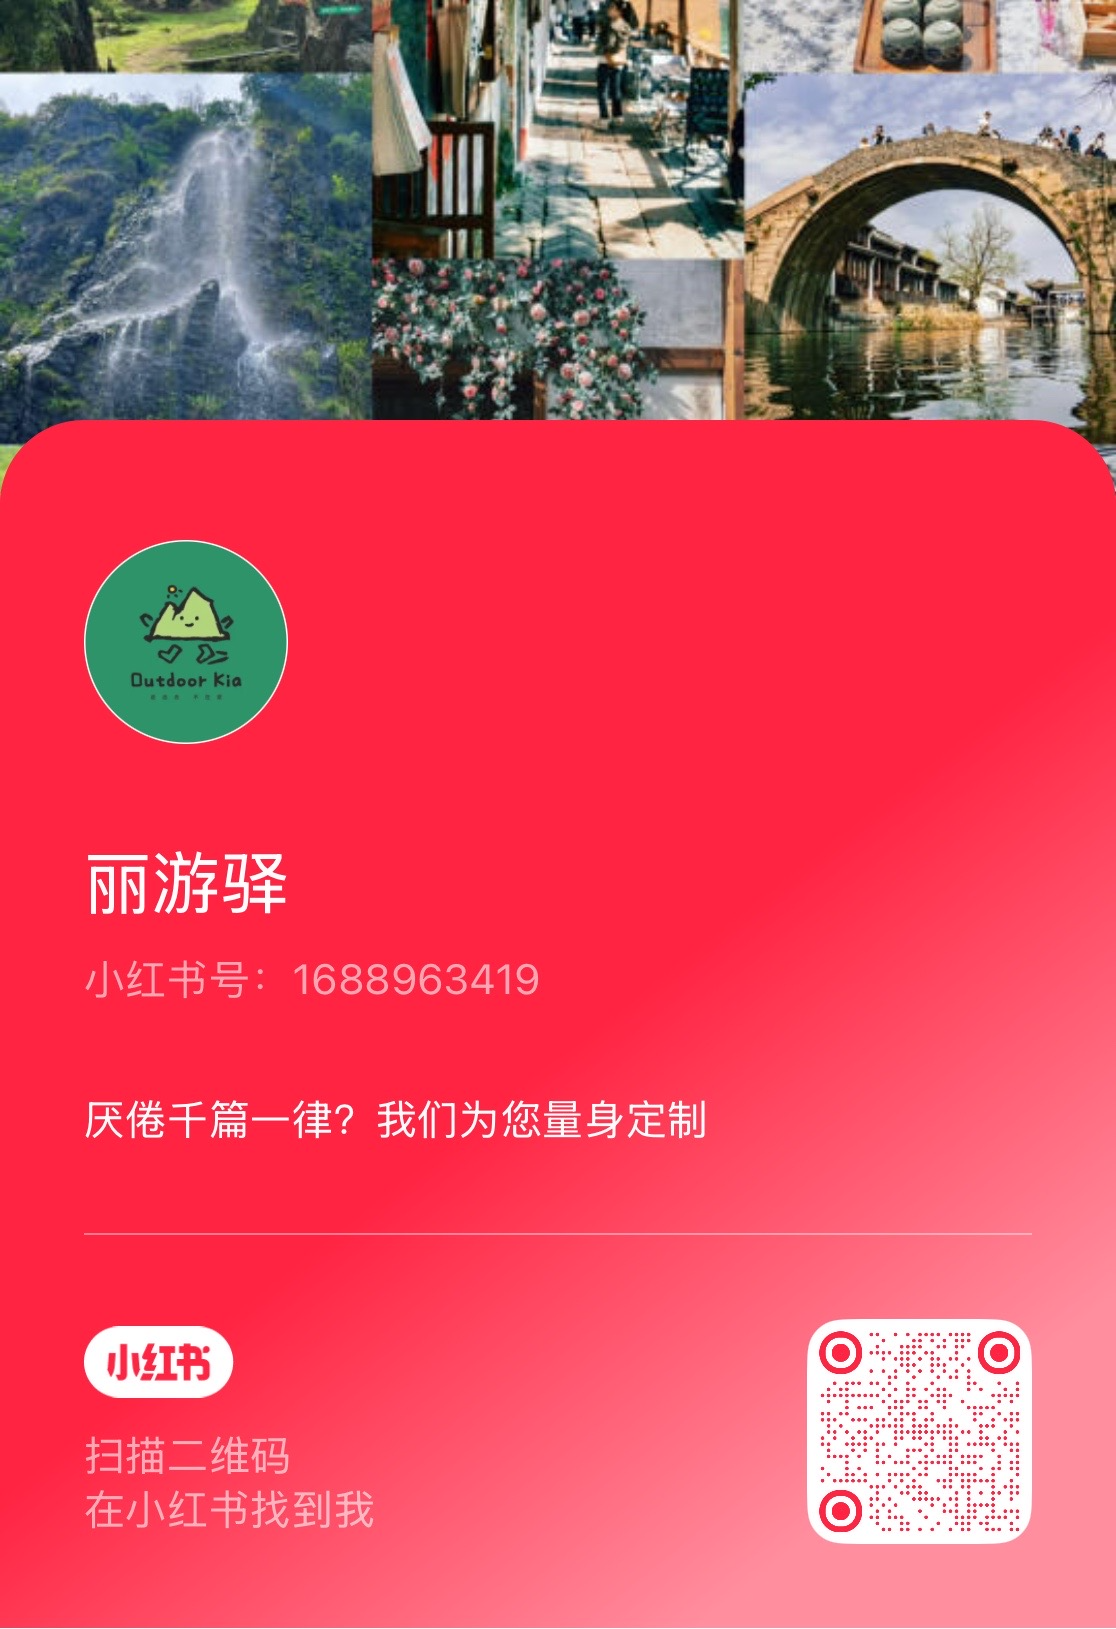 Outdoor Kia
丽游驿
小红书号：1688963419
厌倦千篇一律？我们为您量身定制
小红书
扫描二维码
在小红书找到我